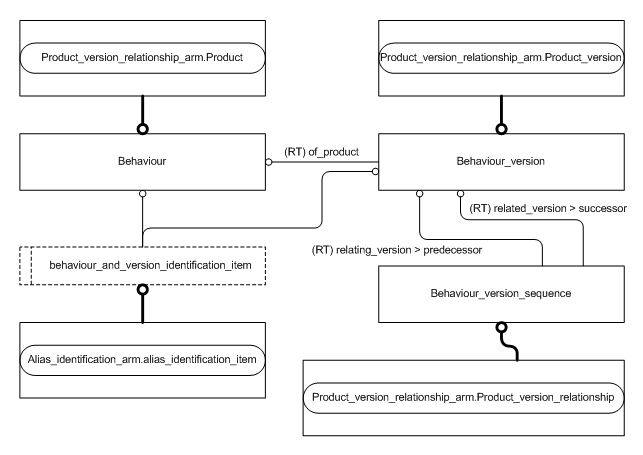 Product_version_relationship_arm.Product
Product_version_relationship_arm.Product_version
Behaviour
(RT) of_product
Behaviour_version
(RT) related_version > successor
(RT) relating_version > predecessor
behaviour_and_version_identification_item
Behaviour_version_sequence
Alias_identification_arm.alias_identification_item
Product_version_relationship_arm.Product_version_relationship